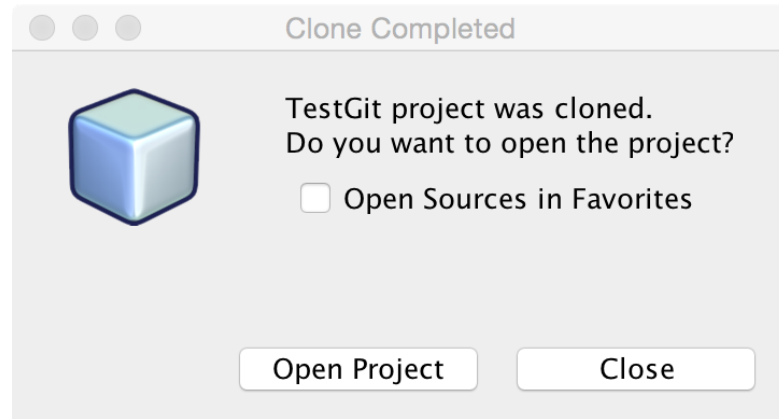 Clone Completed
TestGit project was cloned.
Do you want to open the project?
Open Sources in Favorites
Open Project
Close